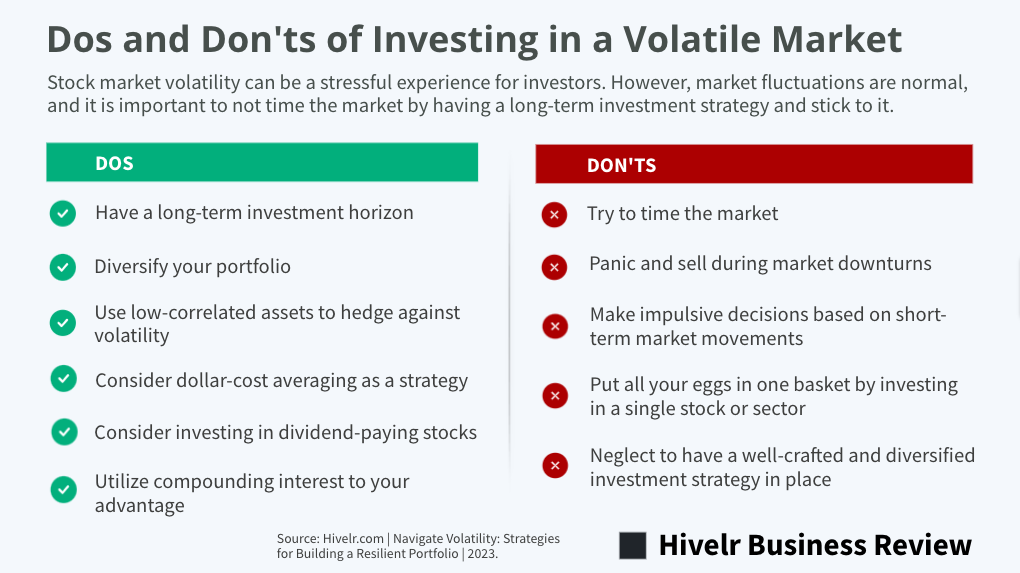 Dos and Don'ts of Investing in a Volatile Market
Stock market volatility can be a stressful experience for investors. However, market fluctuations are normal,
and it is important to not time the market by having a long-term investment strategy and stick to it.
DOS
Have a long-term investment horizon
Diversify your portfolio
Use low-correlated assets to hedge against
volatility
Consider dollar-cost averaging as a strategy
Consider investing in dividend-paying stocks
Utilize compounding interest to your
advantage
DON'TS
Try to time the market
Panic and sell during market downturns
Make impulsive decisions based on short-
term market movements
Put all your eggs in one basket by investing
in a single stock or sector
Neglect to have a well-crafted and diversified
investment strategy in place
Source: Hivelr.com | Navigate Volatility: Strategies
for Building a Resilient Portfolio | 2023.
Hivelr Business Review